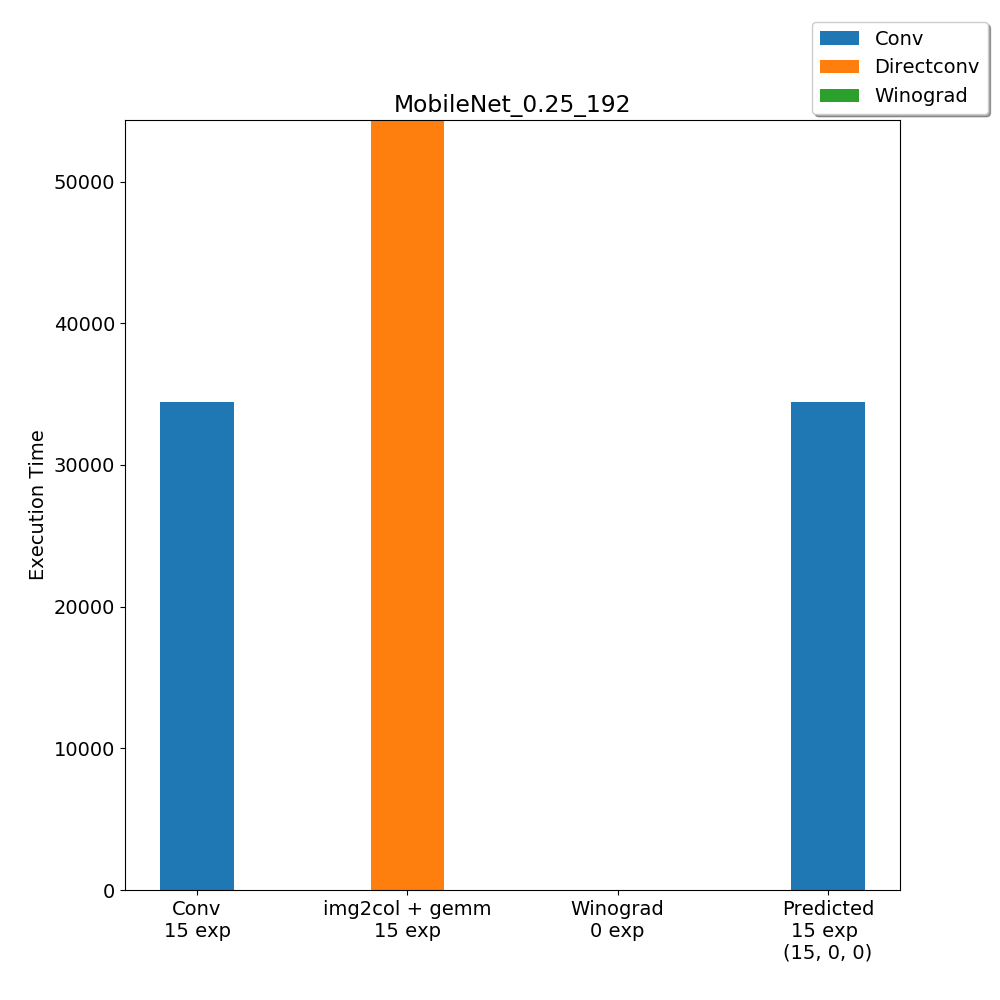 Conv
Directconv
Winograd
MobileNet_0.25_192
Execution Time
50000
40000
30000
20000
10000
0
Conv
15 exp
img2col + gemm
15 exp
Winograd
0 exp
Predicted
15 exp
(15, 0, 0)